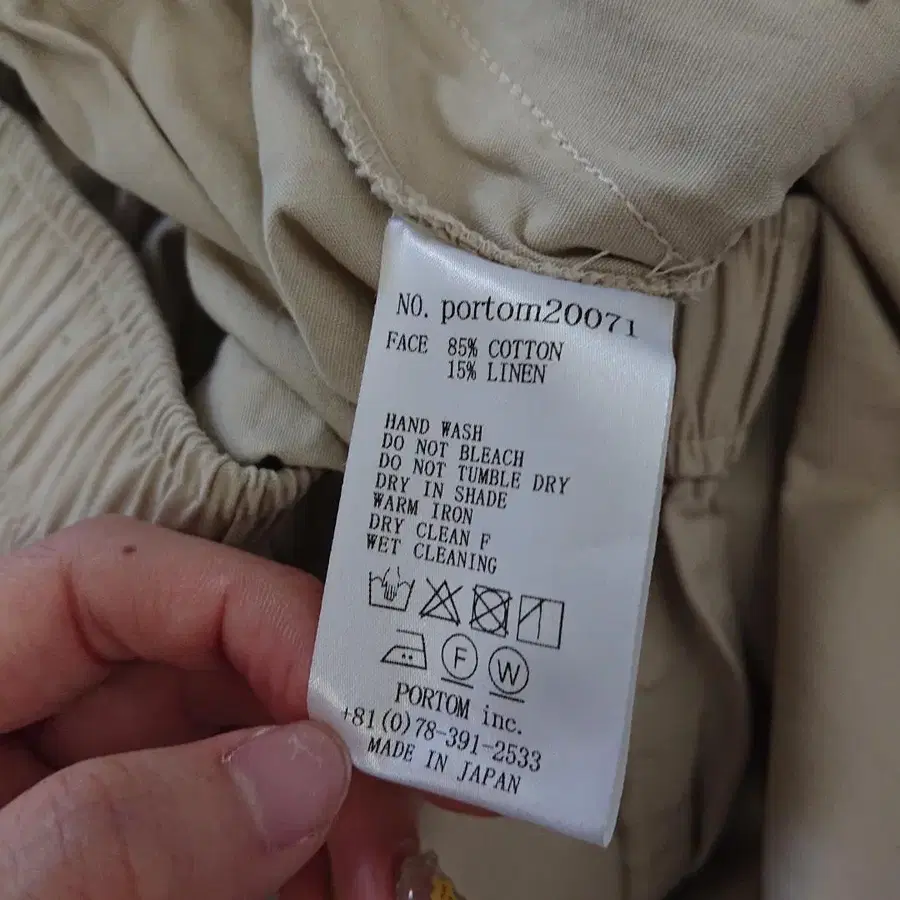 NO. portom20071
FACE 85% COTTON
15% LINEN
HAND WASH
DO NOT BLEACH
DO NOT TUMBLE DRY
DRY IN SHADE
WARM IRON
DRY CLEAN F
WET CLEANING
F W
PORTOM inc.
+81(0)78-391-2533
MADE IN JAPAN